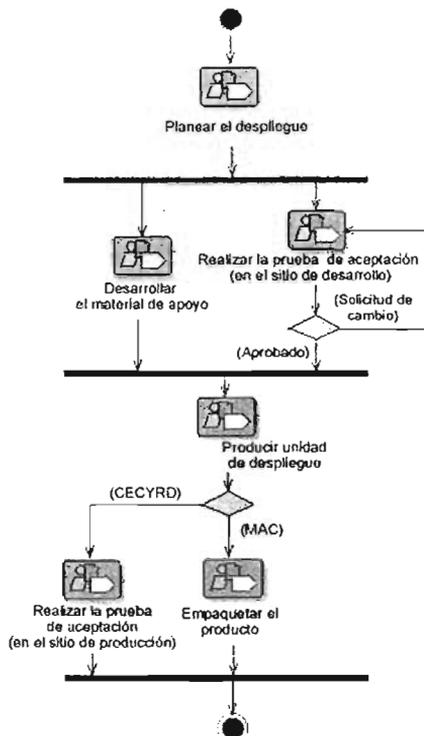 Planear el despliegue
Desarrollar
el material de apoyo
Realizar la prueba de aceptación
(en el sitio de desarrollo)
(Solicitud de
cambio)
(Aprobado)
Producir unidad
de despliegue
(CECYRD)
(MAC)
Realizar la prueba
de aceptación
(en el sitio de producción)
Empaquetar el
producto